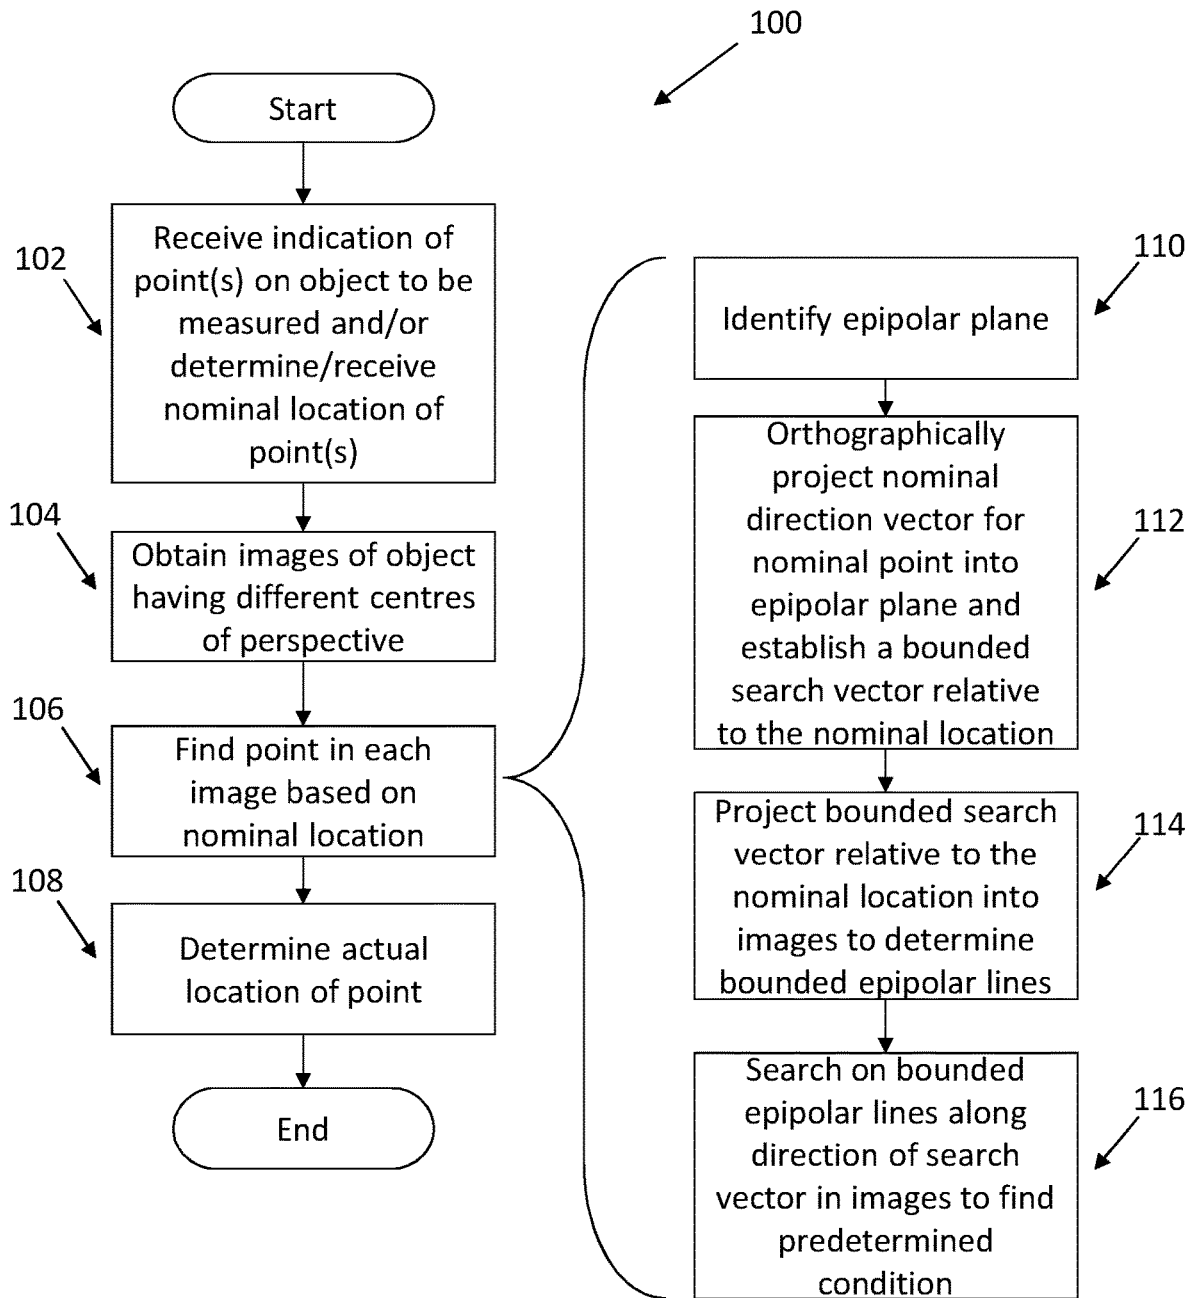 100
Start
102
Receive indication of
point(s) on object to be
measured and/or
determine/receive
nominal location of
point(s)
104
Obtain images of object
having different centres
of perspective
106
Find point in each
image based on
nominal location
108
Determine actual
location of point
End
110
Identify epipolar plane
112
Orthographically
project nominal
direction vector for
nominal point into
epipolar plane and
establish a bounded
search vector relative
to the nominal location
114
Project bounded search
vector relative to the
nominal location into
images to determine
bounded epipolar lines
116
Search on bounded
epipolar lines along
direction of search
vector in images to find
predetermined
condition